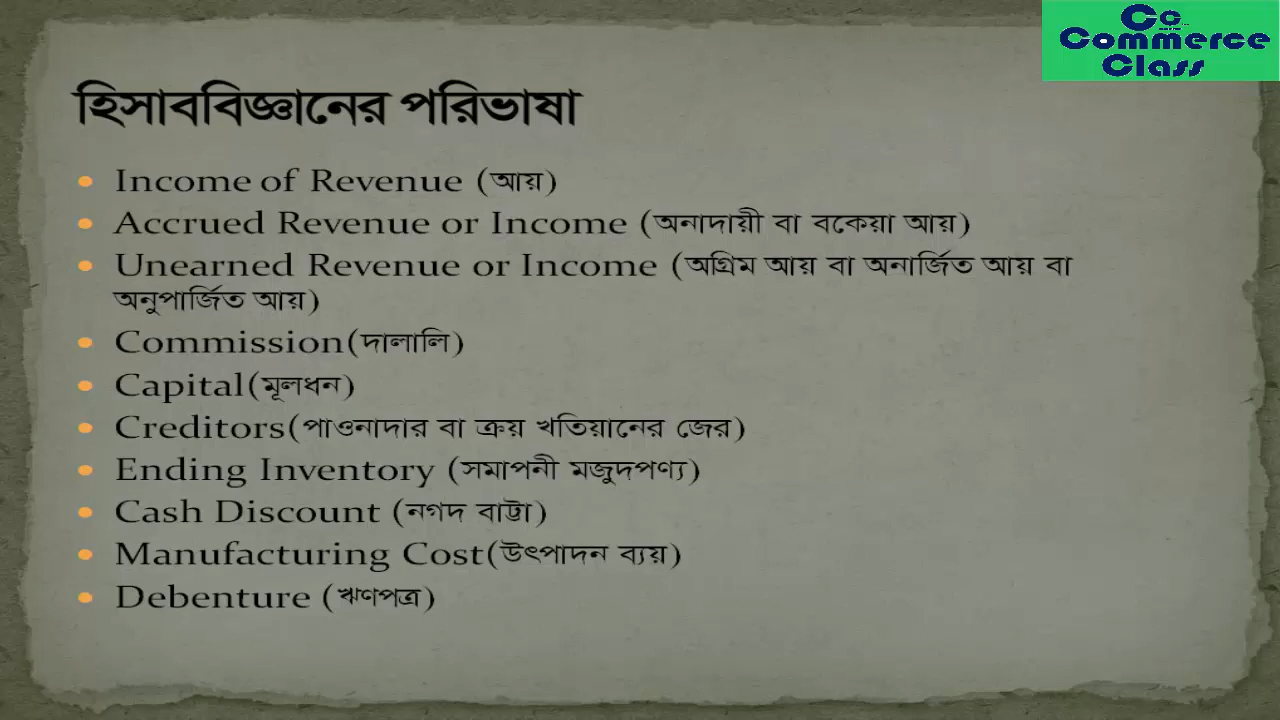 Cc
Commerce
Class
হিসাববিজ্ঞানের পরিভাষা
Income of Revenue (আয়)
Accrued Revenue or Income (অনাদায়ী বা বকেয়া আয়)
Unearned Revenue or Income (অগ্রিম আয় বা অনার্জিত আয় বা
অনুপার্জিত আয়)
Commission(দালালি)
Capital(মূলধন)
Creditors(পাওনাদার বা ক্রয় খতিয়ানের জের)
Ending Inventory (সমাপনী মজুদপণ্য)
Cash Discount (নগদ বাট্টা)
Manufacturing Cost(উৎপাদন ব্যয়)
Debenture (ঋণপত্র)